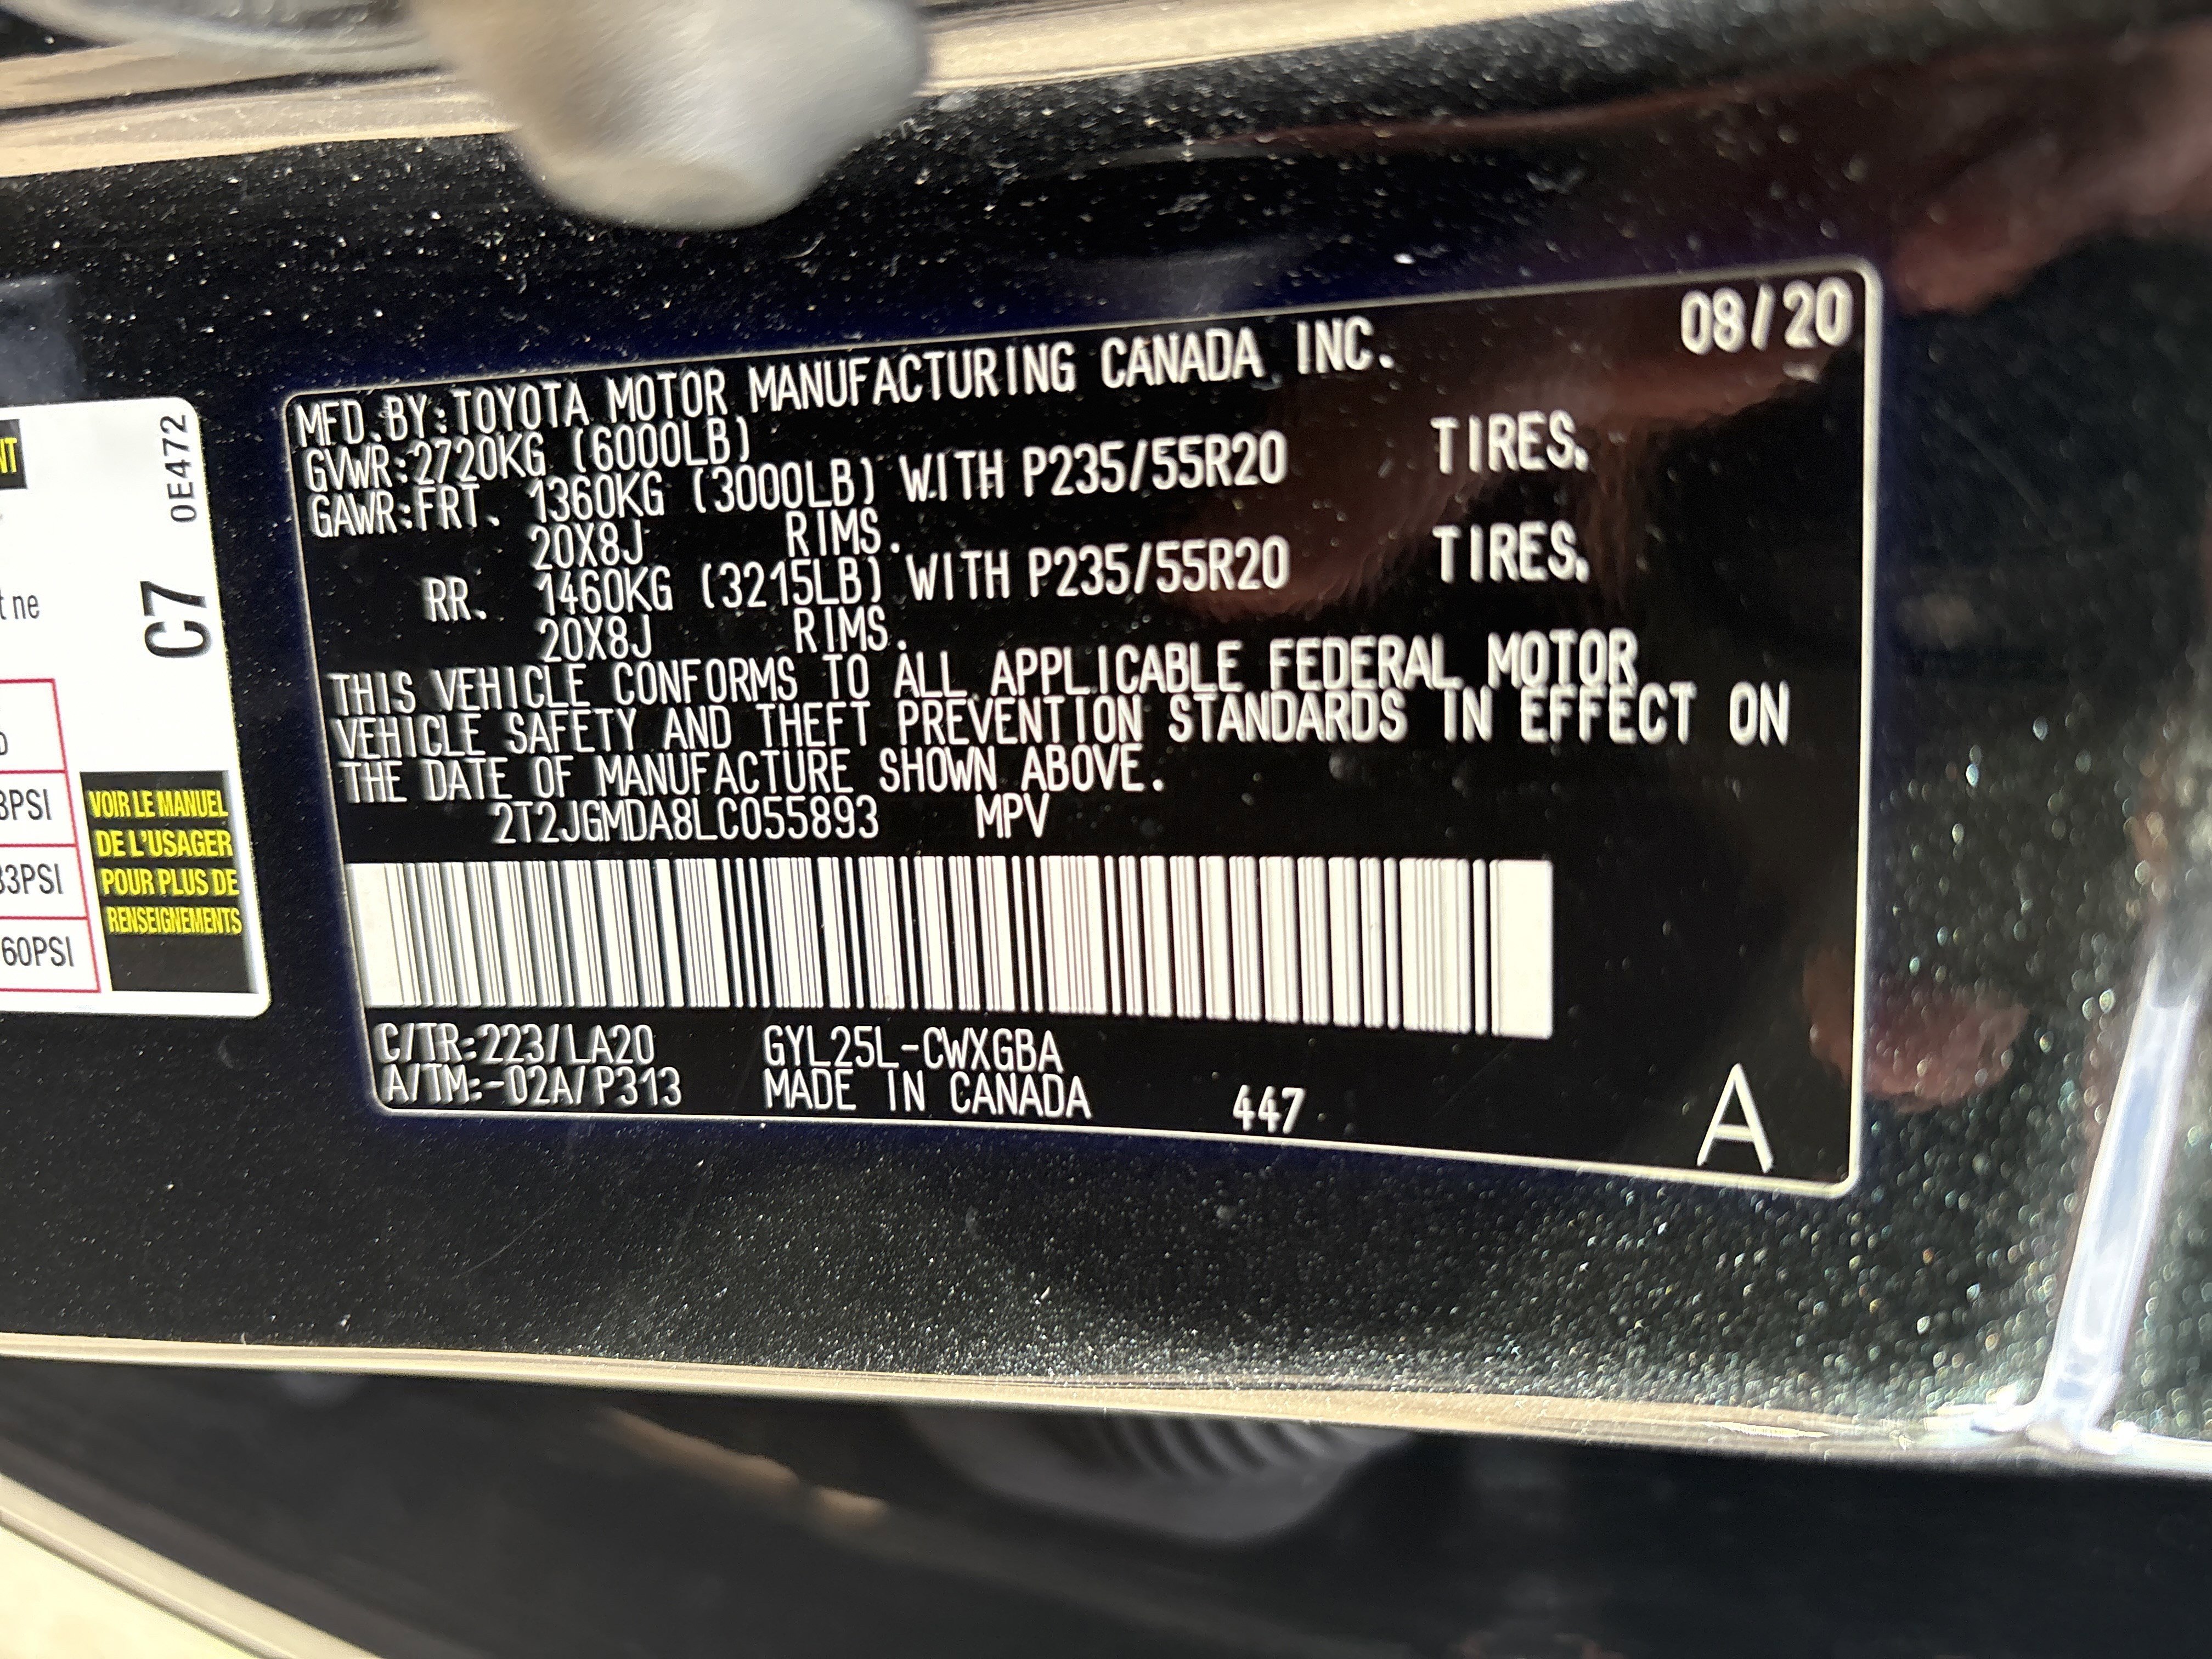 08/20
MFD.BY:TOYOTA MOTOR MANUFACTURING CANADA INC.
GVWR:2720KG (6000LB)
GAWR:FRT. 1360KG (3000LB) WITH P235/55R20 TIRES.
20X8J RIMS.
RR. 1460KG (3215LB) WITH P235/55R20 TIRES.
20X8J RIMS.
THIS VEHICLE CONFORMS TO ALL APPLICABLE FEDERAL MOTOR
VEHICLE SAFETY AND THEFT PREVENTION STANDARDS IN EFFECT ON
THE DATE OF MANUFACTURE SHOWN ABOVE.
2T2JGMDA8LC055893 MPV
C/TR:223/LA20 GYL25L-CWXGBA
A/TM:-02A/P313 MADE IN CANADA 447
A
0E472
C7
ne
33PSI
60PSI
VOIR LE MANUEL
DE L'USAGER
POUR PLUS DE
RENSEIGNEMENTS